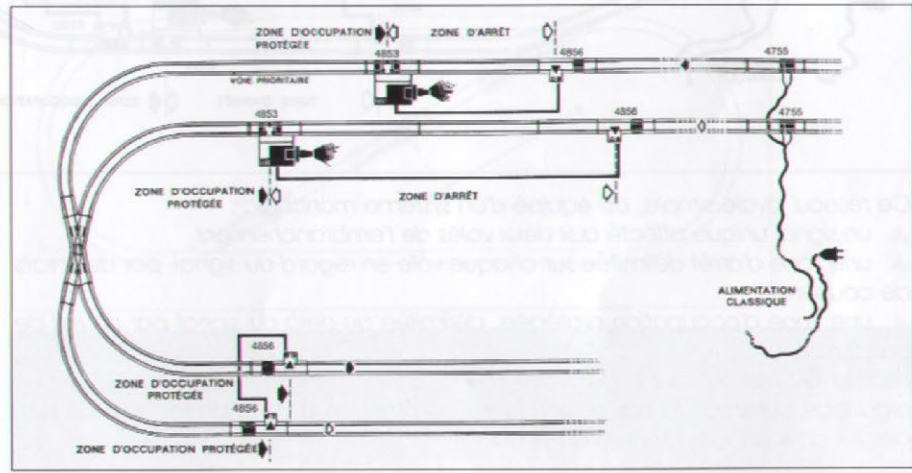 ZONE D'OCCUPATION
PROTÉGÉE
ZONE D'ARRÊT
4853
4856
4755
VOIE PRIORITAIRE
4853
4856
4755
ZONE D'OCCUPATION
PROTÉGÉE
ZONE D'ARRÊT
ALIMENTATION
CLASSIQUE
4856
ZONE D'OCCUPATION
PROTÉGÉE
4856
ZONE D'OCCUPATION PROTÉGÉE